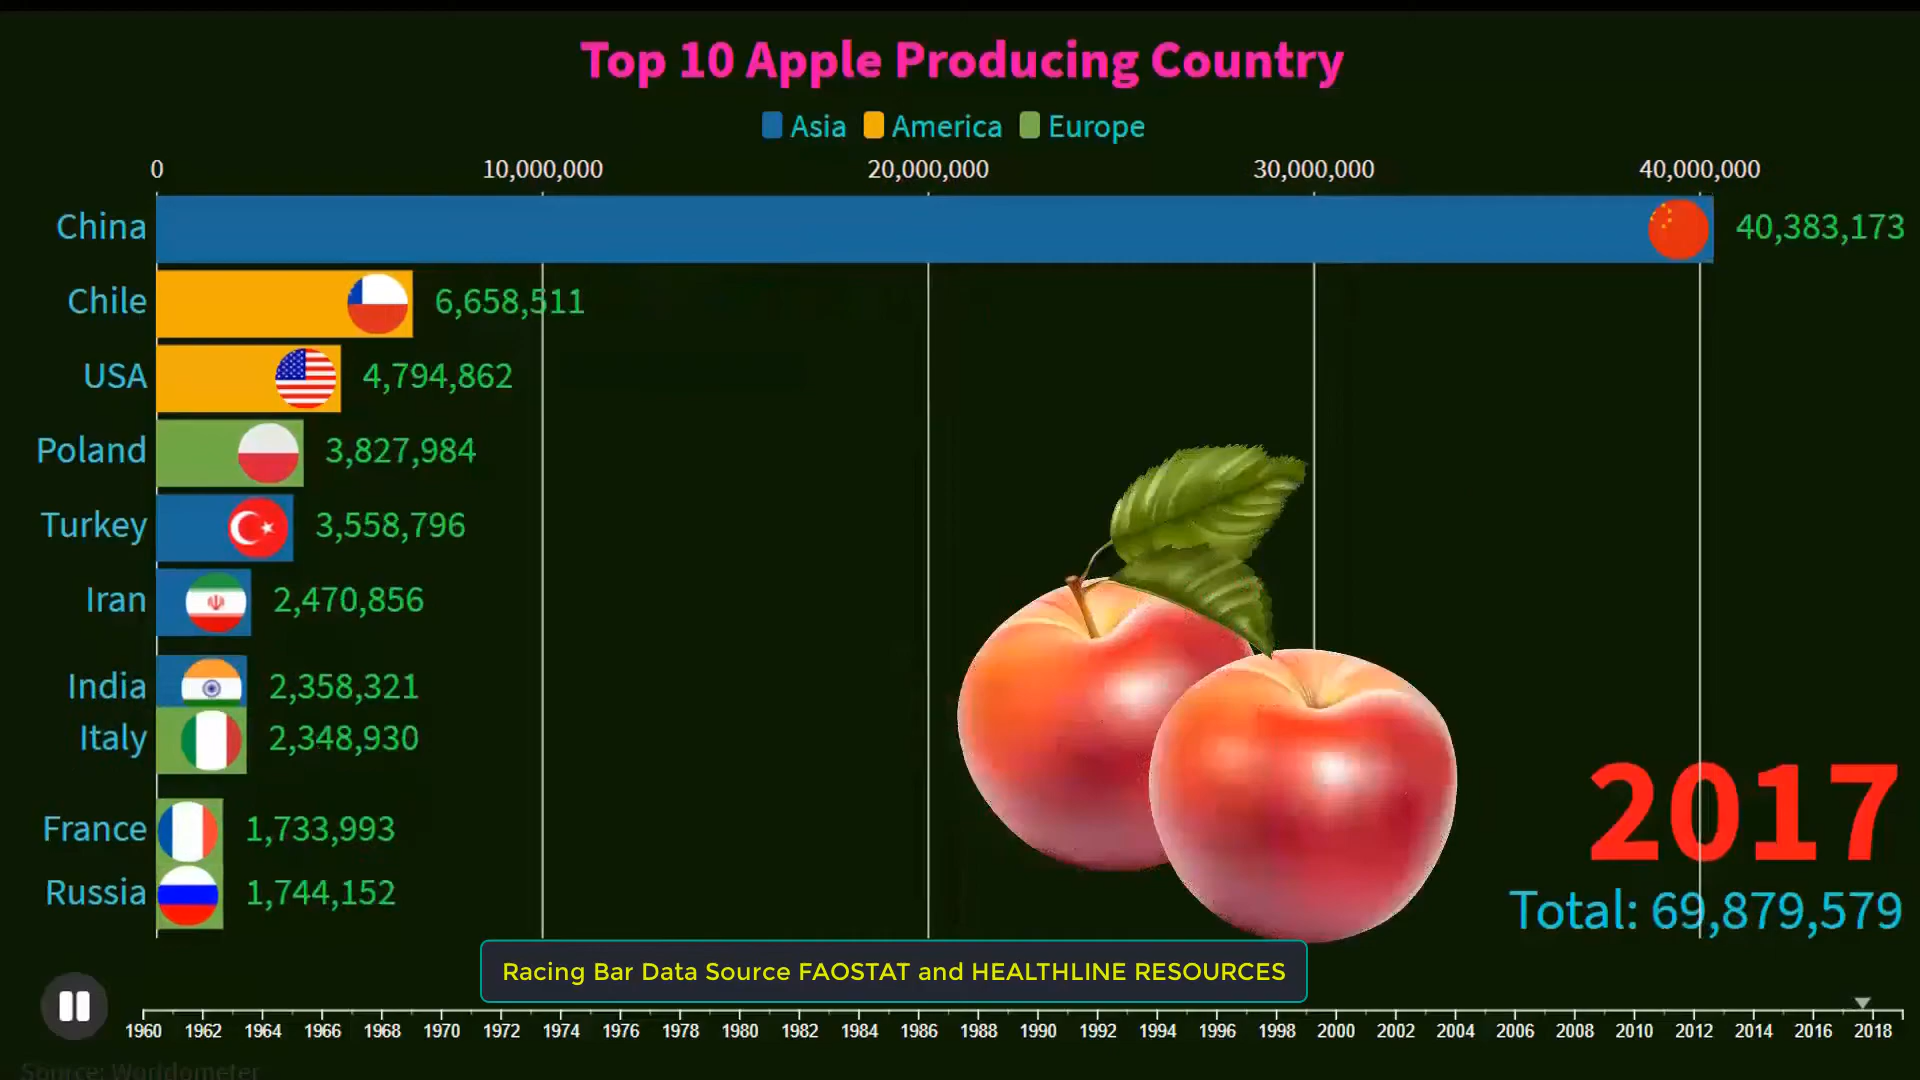 Top 10 Apple Producing Country
Asia America Europe
0 10,000,000 20,000,000 30,000,000 40,000,000
China 40,383,173
Chile 6,658,511
USA 4,794,862
Poland 3,827,984
Turkey 3,558,796
Iran 2,470,856
India 2,358,321
Italy 2,348,930
France 1,733,993
Russia 1,744,152
2017
Total: 69,879,579
Racing Bar Data Source FAOSTAT and HEALTHLINE RESOURCES
1960 1962 1964 1966 1968 1970 1972 1974 1976 1978 1980 1982 1984 1986 1988 1990 1992 1994 1996 1998 2000 2002 2004 2006 2008 2010 2012 2014 2016 2018
Source: Worldometer